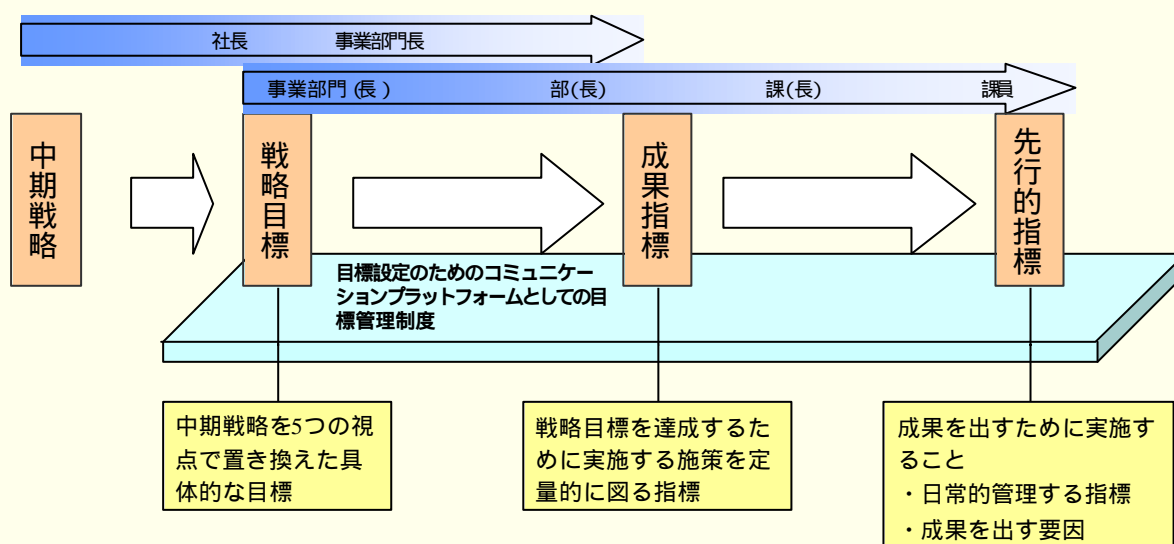 社長 事業部門長
事業部門(長) 部(長) 課(長) 課員
中期戦略
戦略目標
成果指標
先行的指標
目標設定のためのコミュニケー
ションプラットフォームとしての目
標管理制度
中期戦略を5つの視
点で置き換えた具
体的な目標
戦略目標を達成するた
めに実施する施策を定
量的に図る指標
成果を出すために実施す
ること
・日常的管理する指標
・成果を出す要因